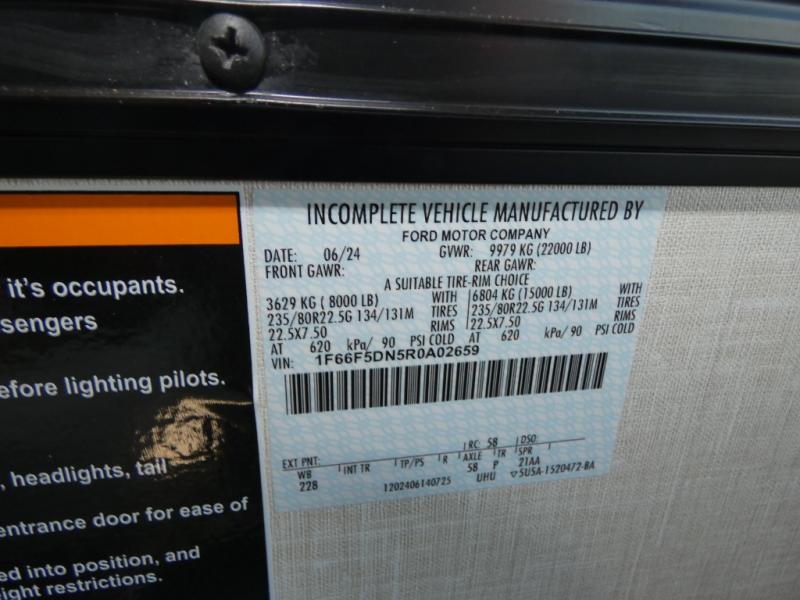 it's occupants.
sengers
efore lighting pilots.
, headlights, tail
entrance door for ease of
ed into position, and
ight restrictions.
INCOMPLETE VEHICLE MANUFACTURED BY
FORD MOTOR COMPANY
DATE: 06/24 GVWR: 9979 KG (22000 LB)
FRONT GAWR: REAR GAWR:
A SUITABLE TIRE-RIM CHOICE
3629 KG ( 8000 LB) WITH 6804 KG (15000 LB) WITH
235/80R22.5G 134/131M TIRES 235/80R22.5G 134/131M TIRES
22.5X7.50 RIMS 22.5X7.50 RIMS
AT 620 kPa/ 90 PSI COLD AT 620 kPa/ 90 PSI COLD
VIN: 1F66F5DN5R0A02659
EXT PNT: RC: 58 DSO:
WB INT TR TP/PS R AXLE TR SPR
228 58 P 21AA
1202406140725 UHU 5USA-1520472-BA